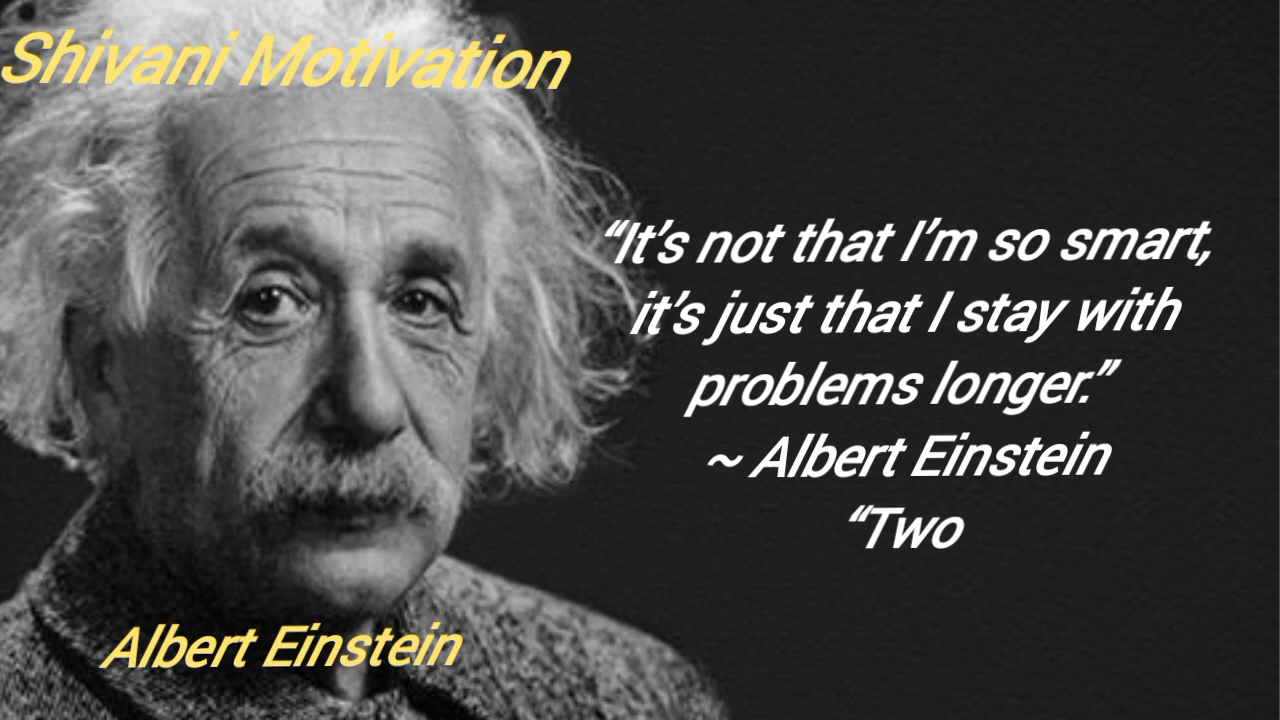 Shivani Motivation
“It’s not that I’m so smart,
it’s just that I stay with
problems longer.”
~ Albert Einstein
“Two
Albert Einstein